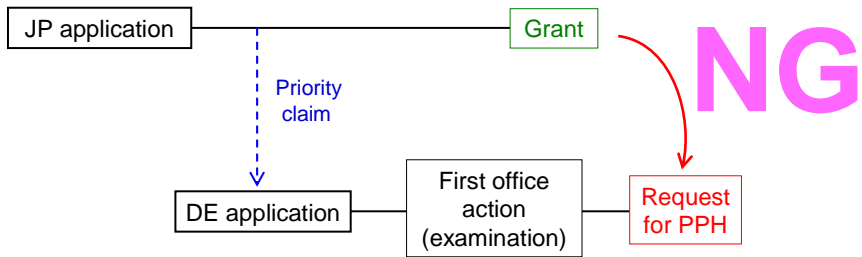 JP application
Grant
NG
Priority
claim
DE application
First office
action
(examination)
Request
for PPH